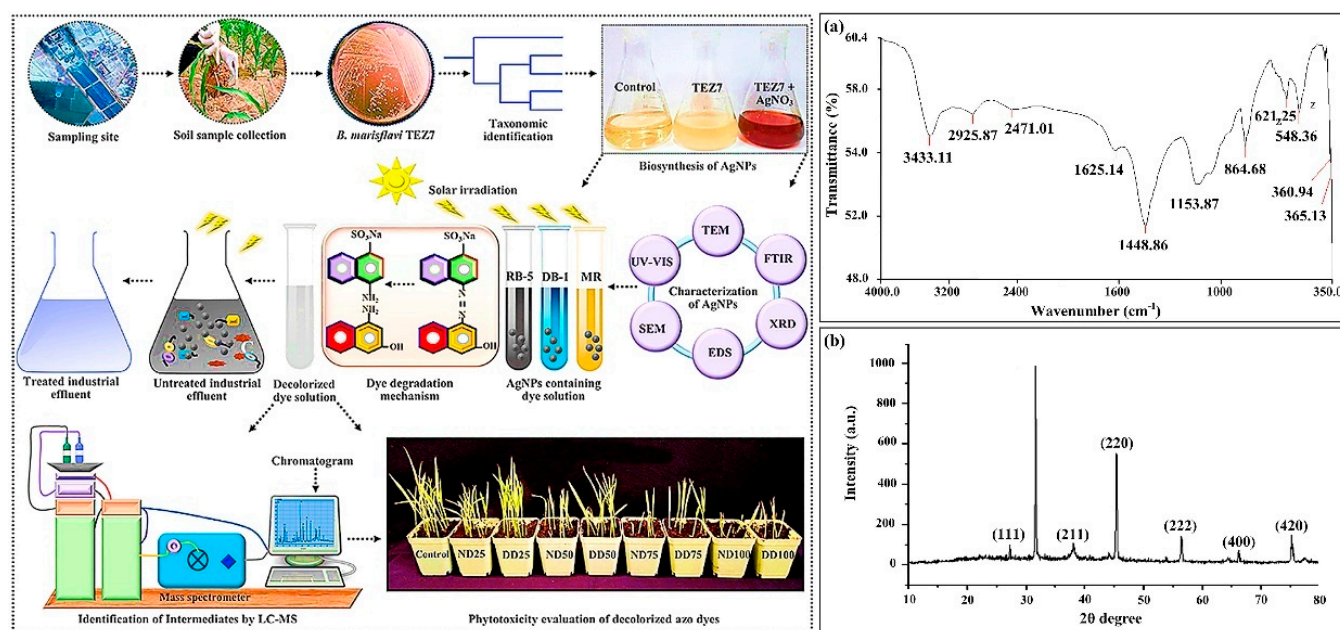 Control
TEZ7
TEZ7 +
AgNO3
Sampling site
Soil sample collection
B. marisflavi TEZ7
Taxonomic
identification
Biosynthesis of AgNPs
Solar irradiation
SO3Na
SO3Na
NH2
NH2
OH
N
N
OH
RB-5
DB-1
MR
TEM
UV-VIS
FTIR
Characterization
of AgNPs
SEM
XRD
EDS
Treated industrial
effluent
Untreated industrial
effluent
Decolorized
dye solution
Dye degradation
mechanism
AgNPs containing
dye solution
Chromatogram
Mass spectrometer
Identification of Intermediates by LC-MS
Control
ND25
DD25
ND50
DD50
ND75
DD75
ND100
DD100
Phytotoxicity evaluation of decolorized azo dyes
(a)
60.4
58.0
56.0
54.0
52.0
50.0
48.0
Transmittance (%)
3433.11
2925.87
2471.01
1625.14
1448.86
1153.87
864.68
621.25
z
z
548.36
360.94
365.13
4000.0
3400
2400
1000
350.0
Wavenumber (cm-1)
(b)
1000
800
600
400
200
0
Intensity (a.u.)
(111)
(211)
(220)
(222)
(400)
(420)
10
20
30
40
50
60
70
80
2θ degree